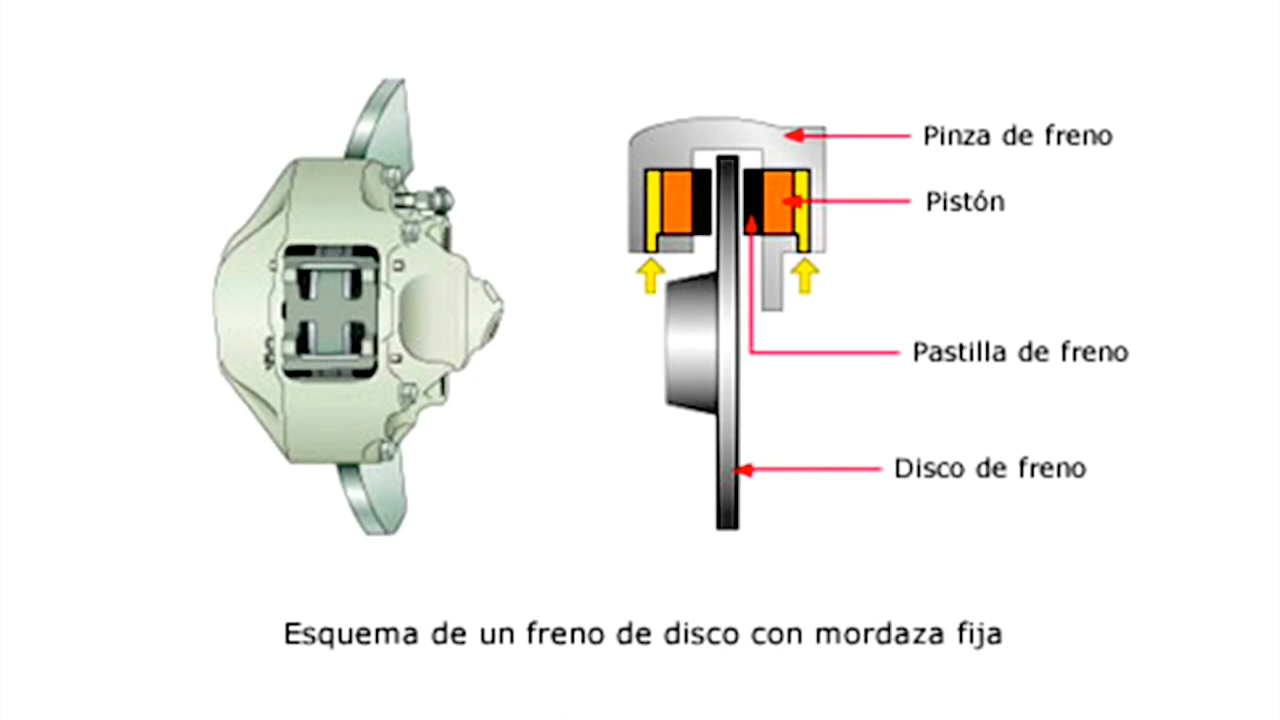 Pinza de freno
Pistón
Pastilla de freno
Disco de freno
Esquema de un freno de disco con mordaza fija